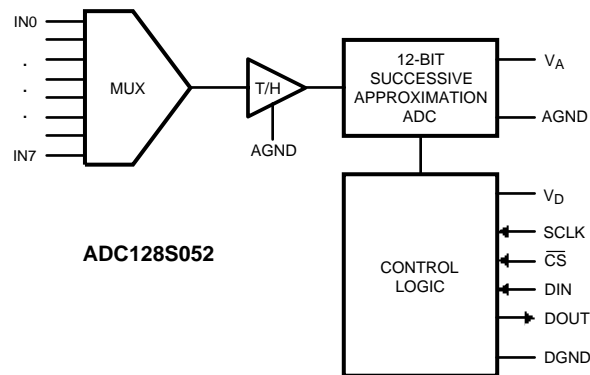 IN0
.
.
.
IN7
MUX
T/H
AGND
12-BIT
SUCCESSIVE
APPROXIMATION
ADC
VA
AGND
ADC128S052
CONTROL
LOGIC
VD
SCLK
CS
DIN
DOUT
DGND